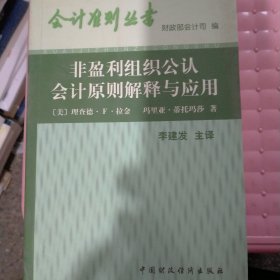 会计准则丛书
财政部会计司 编
非盈利组织公认
会计原则解释与应用
〔美〕理查德·F·拉金 玛里亚·蒂托玛莎 著
李建发 主译
中国财政经济出版社